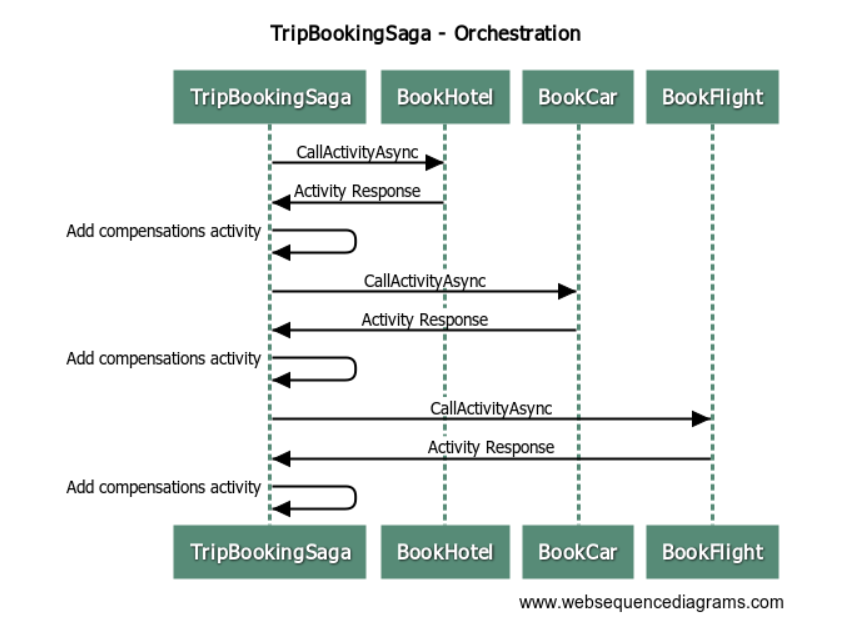 TripBookingSaga - Orchestration
TripBookingSaga BookHotel BookCar BookFlight
CallActivityAsync
Activity Response
Add compensations activity
CallActivityAsync
Activity Response
Add compensations activity
CallActivityAsync
Activity Response
Add compensations activity
TripBookingSaga BookHotel BookCar BookFlight
www.websequencediagrams.com